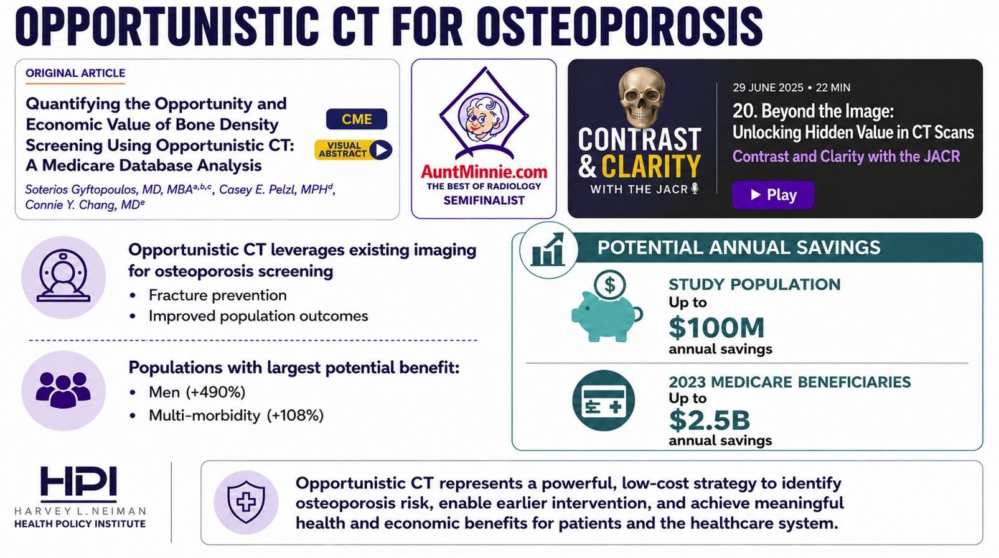 OPPORTUNISTIC CT FOR OSTEOPOROSIS
ORIGINAL ARTICLE
Quantifying the Opportunity and
Economic Value of Bone Density
Screening Using Opportunistic CT:
A Medicare Database Analysis
CME
VISUAL
ABSTRACT
Soterios Gyftopoulos, MD, MBAᵃ,ᵇ,ᶜ, Casey E. Pelzl, MPHᵈ,
Connie Y. Chang, MDᵉ
AuntMinnie.com
THE BEST OF RADIOLOGY
SEMIFINALIST
CONTRAST
& CLARITY
WITH THE JACR
29 JUNE 2025 • 22 MIN
20. Beyond the Image:
Unlocking Hidden Value in CT Scans
Contrast and Clarity with the JACR
Play
Opportunistic CT leverages existing imaging
for osteoporosis screening
• Fracture prevention
• Improved population outcomes
Populations with largest potential benefit:
• Men (+490%)
• Multi-morbidity (+108%)
POTENTIAL ANNUAL SAVINGS
$
STUDY POPULATION
Up to
$100M
annual savings
2023 MEDICARE BENEFICIARIES
Up to
$2.5B
annual savings
HPI
HARVEY L. NEIMAN
HEALTH POLICY INSTITUTE
Opportunistic CT represents a powerful, low-cost strategy to identify
osteoporosis risk, enable earlier intervention, and achieve meaningful
health and economic benefits for patients and the healthcare system.